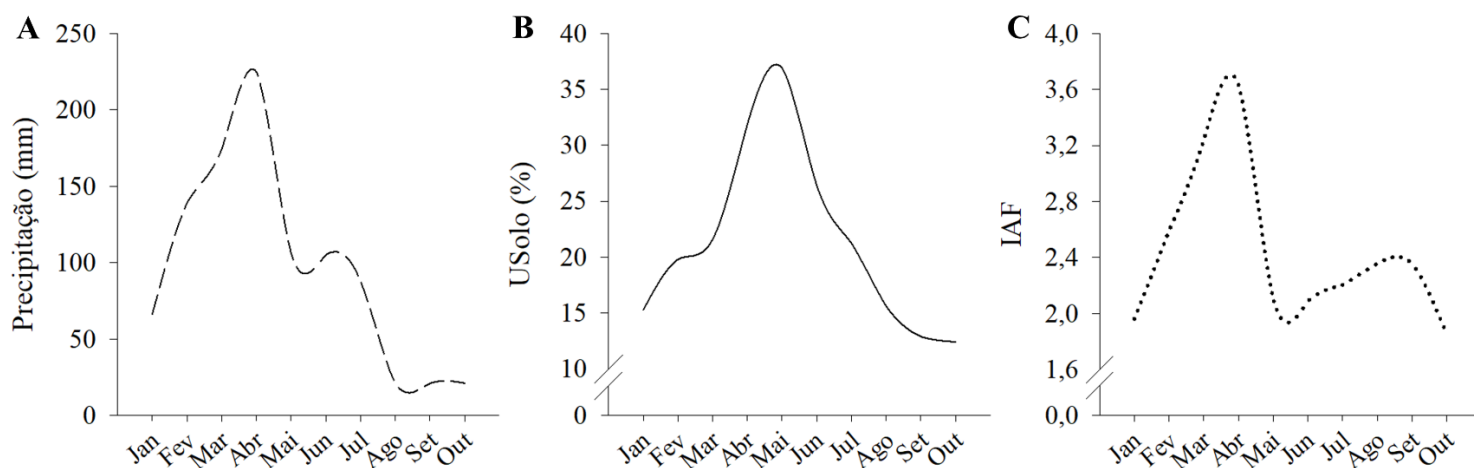 A
Precipitação (mm)
250
200
150
100
50
0
Jan Fev Mar Abr Mai Jun Jul Ago Set Out
B
USolo (%)
40
35
30
25
20
15
10
0
Jan Fev Mar Abr Mai Jun Jul Ago Set Out
C
IAF
4,0
3,6
3,2
2,8
2,4
2,0
1,6
0,0
Jan Fev Mar Abr Mai Jun Jul Ago Set Out